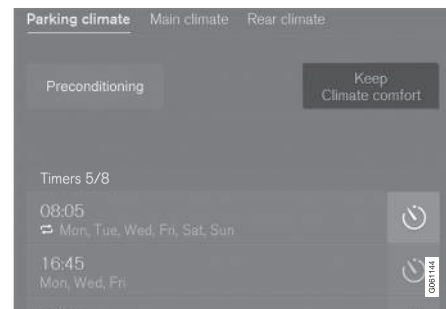 Parking climate Main climate Rear climate
Preconditioning
Keep
Climate comfort
Timers 5/8
08:05
Mon, Tue, Wed, Fri, Sat, Sun
16:45
Mon, Wed, Fri
G061144